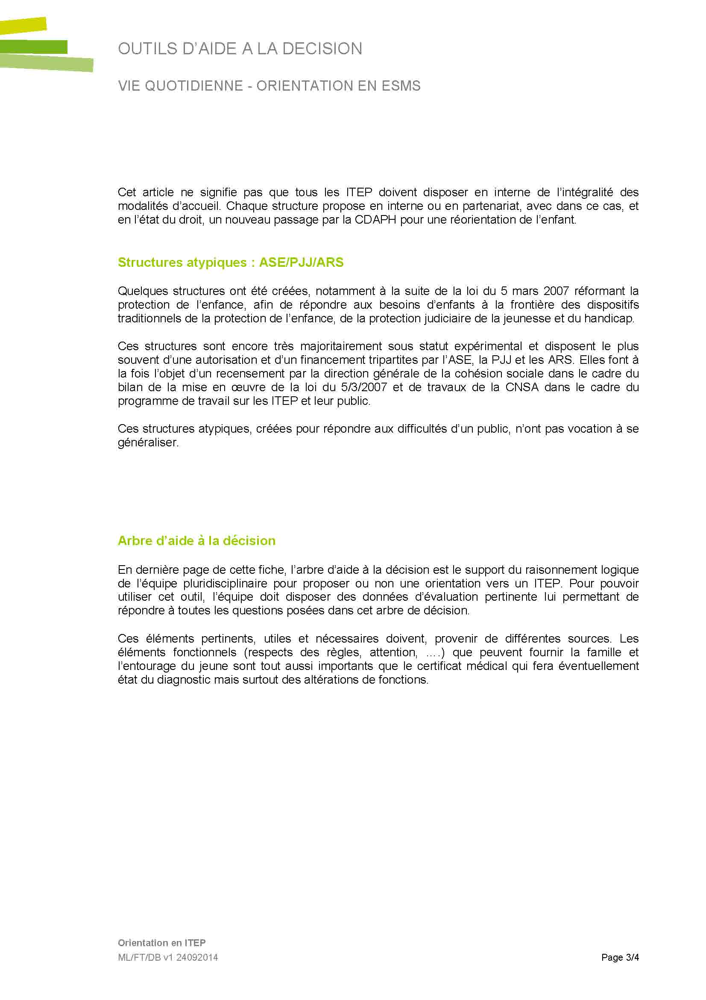 OUTILS D'AIDE A LA DECISION
VIE QUOTIDIENNE - ORIENTATION EN ESMS
Cet article ne signifie pas que tous les ITEP doivent disposer en interne de l'intégralité des
modalités d'accueil. Chaque structure propose en interne ou en partenariat, avec dans ce cas, et
en l'état du droit, un nouveau passage par la CDAPH pour une réorientation de l'enfant.
Structures atypiques : ASE/PJJ/ARS
Quelques structures ont été créées, notamment à la suite de la loi du 5 mars 2007 réformant la
protection de l'enfance, afin de répondre aux besoins d'enfants à la frontière des dispositifs
traditionnels de la protection de l'enfance, de la protection judiciaire de la jeunesse et du handicap.
Ces structures sont encore très majoritairement sous statut expérimental et disposent le plus
souvent d'une autorisation et d'un financement tripartites par l'ASE, la PJJ et les ARS. Elles font à
la fois l'objet d'un recensement par la direction générale de la cohésion sociale dans le cadre du
bilan de la mise en œuvre de la loi du 5/3/2007 et de travaux de la CNSA dans le cadre du
programme de travail sur les ITEP et leur public.
Ces structures atypiques, créées pour répondre aux difficultés d'un public, n'ont pas vocation à se
généraliser.
Arbre d'aide à la décision
En dernière page de cette fiche, l'arbre d'aide à la décision est le support du raisonnement logique
de l'équipe pluridisciplinaire pour proposer ou non une orientation vers un ITEP. Pour pouvoir
utiliser cet outil, l'équipe doit disposer des données d'évaluation pertinente lui permettant de
répondre à toutes les questions posées dans cet arbre de décision.
Ces éléments pertinents, utiles et nécessaires doivent, provenir de différentes sources. Les
éléments fonctionnels (respects des règles, attention, ….) que peuvent fournir la famille et
l'entourage du jeune sont tout aussi importants que le certificat médical qui fera éventuellement
état du diagnostic mais surtout des altérations de fonctions.
Orientation en ITEP
ML/FT/DB v1 24092014
Page 3/4